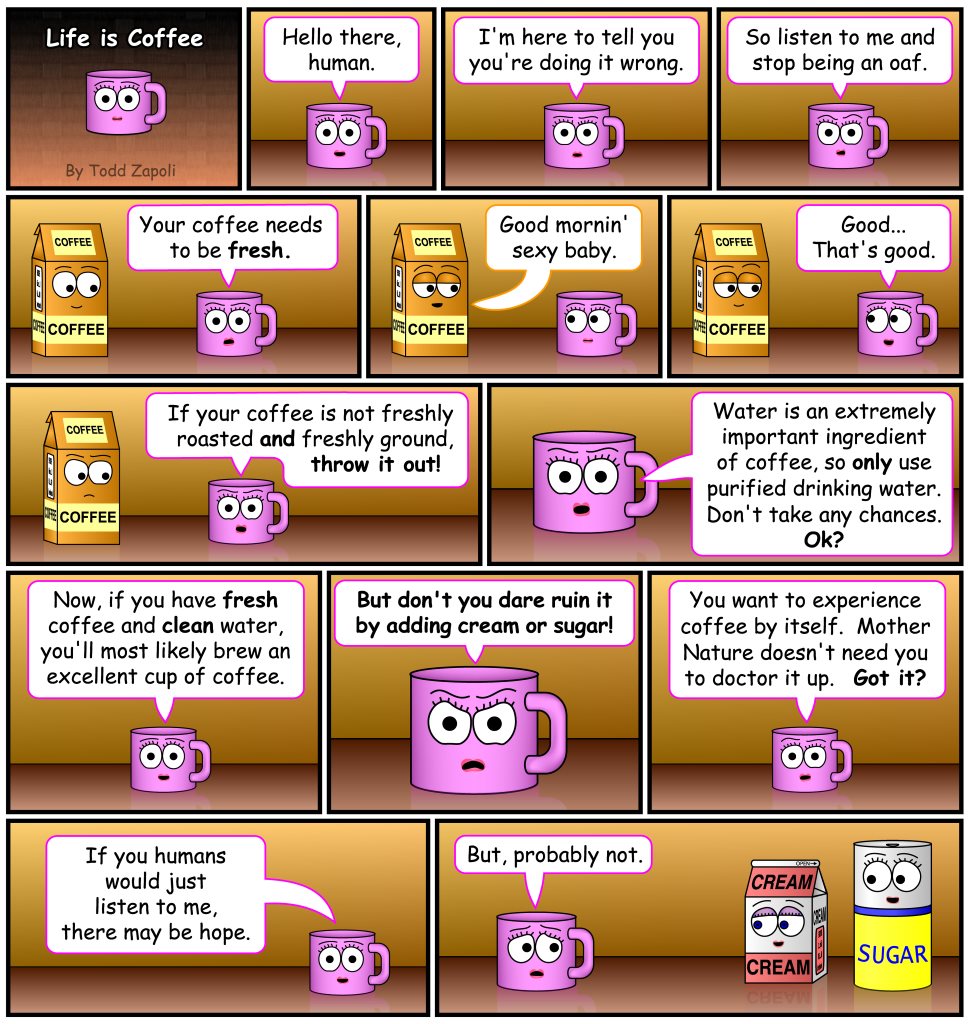 Life is Coffee
By Todd Zapoli
Hello there,
human.
I'm here to tell you
you're doing it wrong.
So listen to me and
stop being an oaf.
COFFEE
COFFEE
Your coffee needs
to be fresh.
COFFEE
COFFEE
Good mornin'
sexy baby.
COFFEE
COFFEE
Good...
That's good.
COFFEE
COFFEE
If your coffee is not freshly
roasted and freshly ground,
throw it out!
Water is an extremely
important ingredient
of coffee, so only use
purified drinking water.
Don't take any chances.
Ok?
Now, if you have fresh
coffee and clean water,
you'll most likely brew an
excellent cup of coffee.
But don't you dare ruin it
by adding cream or sugar!
You want to experience
coffee by itself. Mother
Nature doesn't need you
to doctor it up. Got it?
If you humans
would just
listen to me,
there may be hope.
But, probably not.
OPEN→
CREAM
CREAM
CREAM
SUGAR